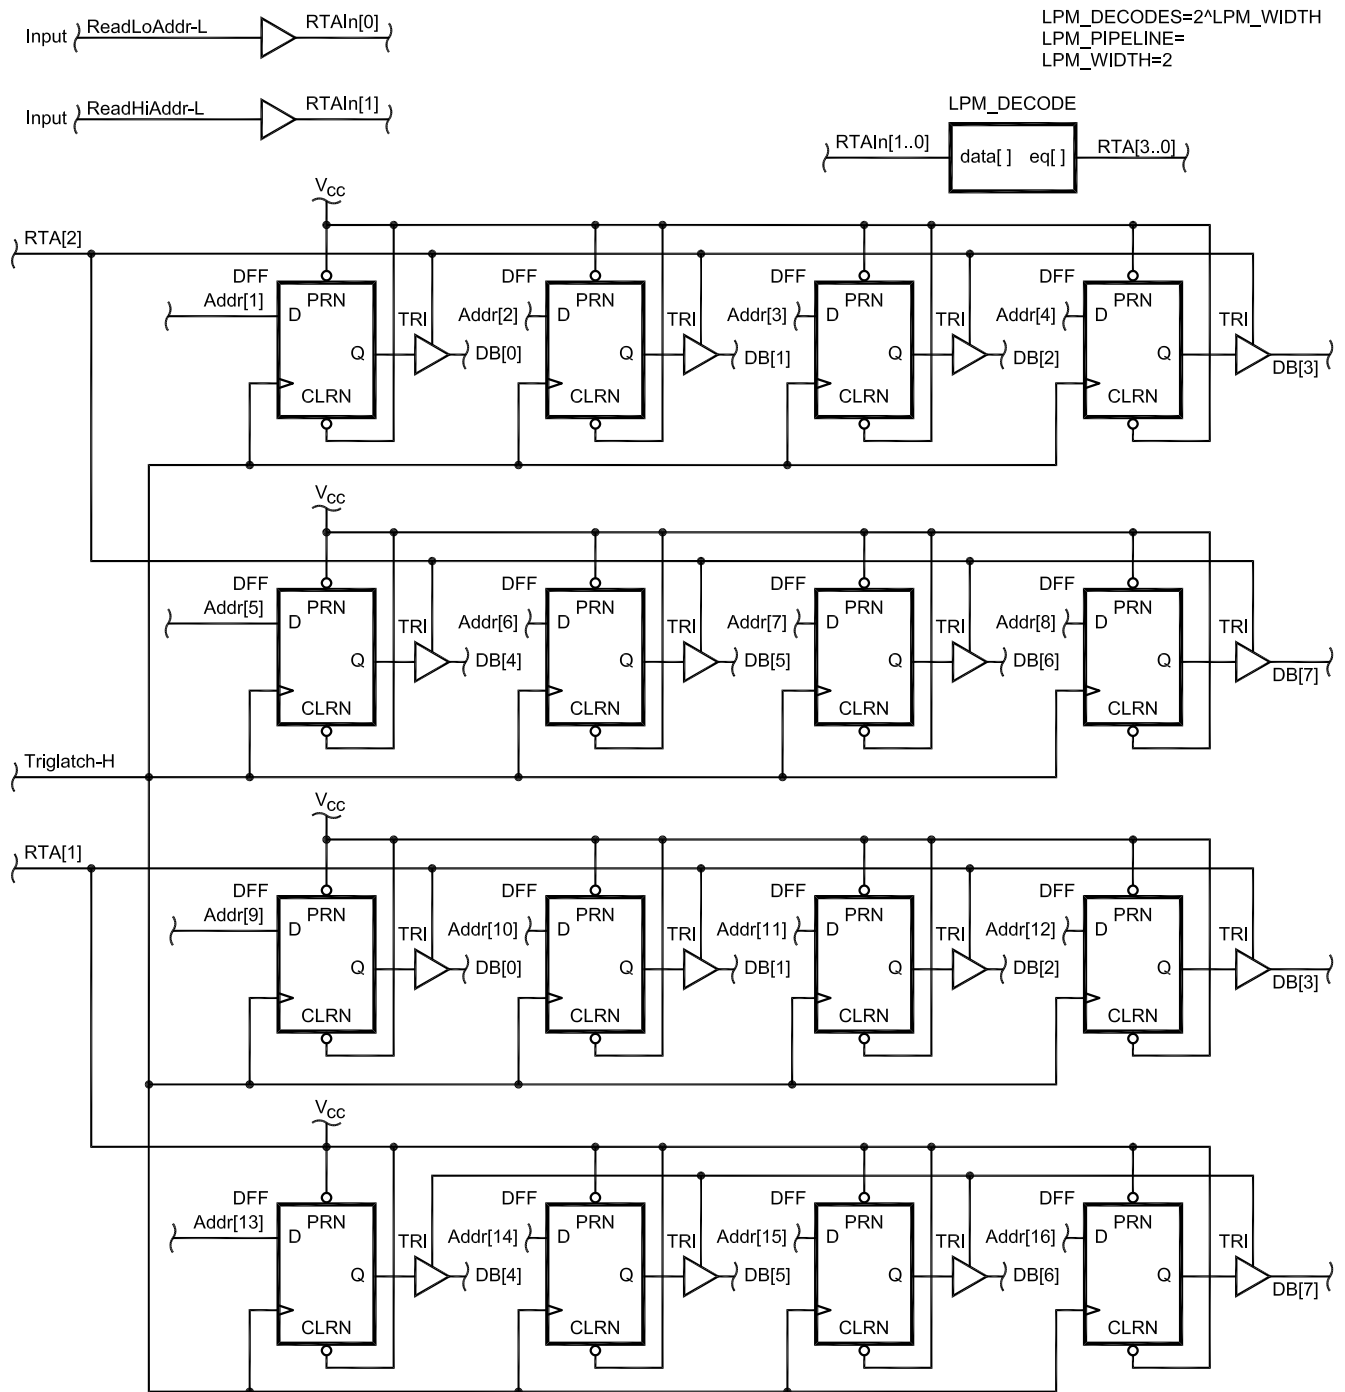 LPM_DECODES=2^LPM_WIDTH
LPM_PIPELINE=
LPM_WIDTH=2
Input ReadLoAddr-L RTAIn[0]
Input ReadHiAddr-L RTAIn[1]
LPM_DECODE
RTAIn[1..0] data[ ] eq[ ] RTA[3..0]
VCC
RTA[2]
DFF DFF DFF DFF
Addr[1] PRN Addr[2] PRN Addr[3] PRN Addr[4] PRN
D TRI D TRI D TRI D TRI
Q DB[0] Q DB[1] Q DB[2] Q DB[3]
CLRN CLRN CLRN CLRN
VCC
DFF DFF DFF DFF
Addr[5] PRN Addr[6] PRN Addr[7] PRN Addr[8] PRN
D TRI D TRI D TRI D TRI
Q DB[4] Q DB[5] Q DB[6] Q DB[7]
CLRN CLRN CLRN CLRN
Triglatch-H
VCC
RTA[1]
DFF DFF DFF DFF
Addr[9] PRN Addr[10] PRN Addr[11] PRN Addr[12] PRN
D TRI D TRI D TRI D TRI
Q DB[0] Q DB[1] Q DB[2] Q DB[3]
CLRN CLRN CLRN CLRN
VCC
DFF DFF DFF DFF
Addr[13] PRN Addr[14] PRN Addr[15] PRN Addr[16] PRN
D TRI D TRI D TRI D TRI
Q DB[4] Q DB[5] Q DB[6] Q DB[7]
CLRN CLRN CLRN CLRN